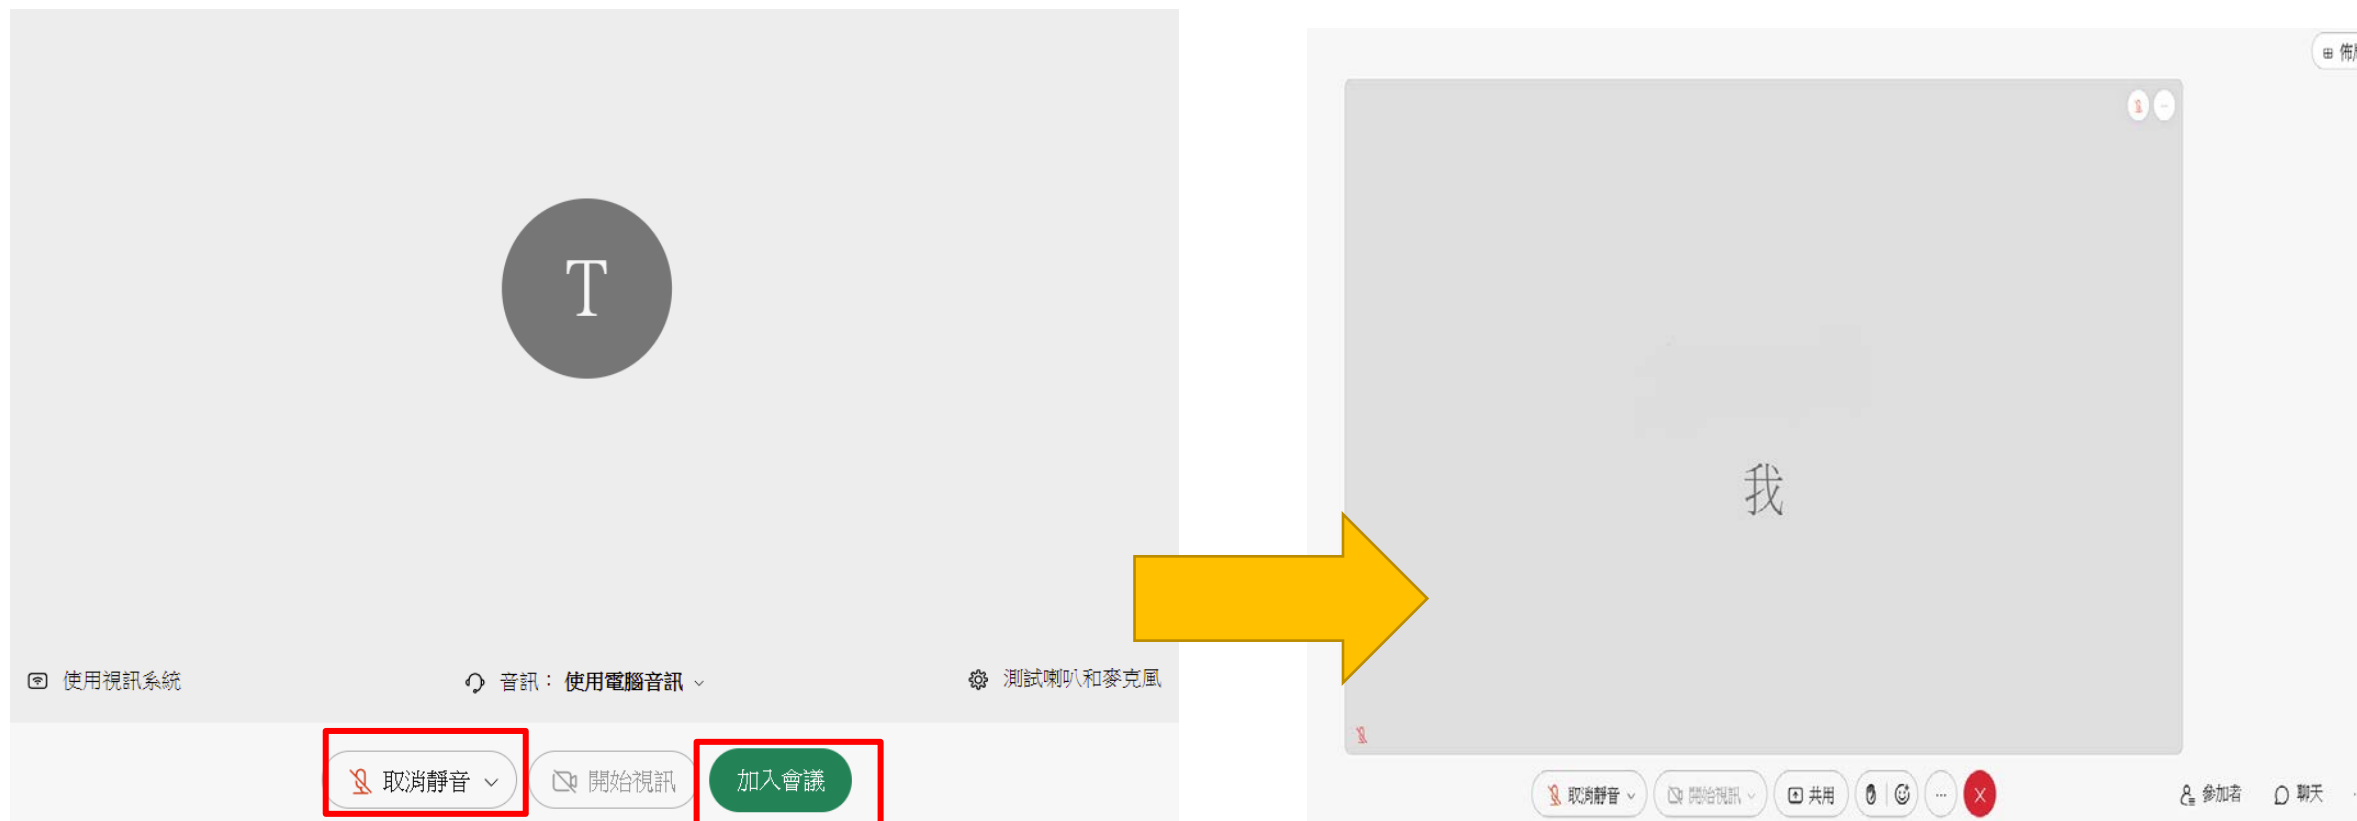 T
使用視訊系統
音訊： 使用電腦音訊
測試喇叭和麥克風
取消靜音
開始視訊
加入會議
佈
我
取消靜音
開始視訊
共用
參加者
聊天